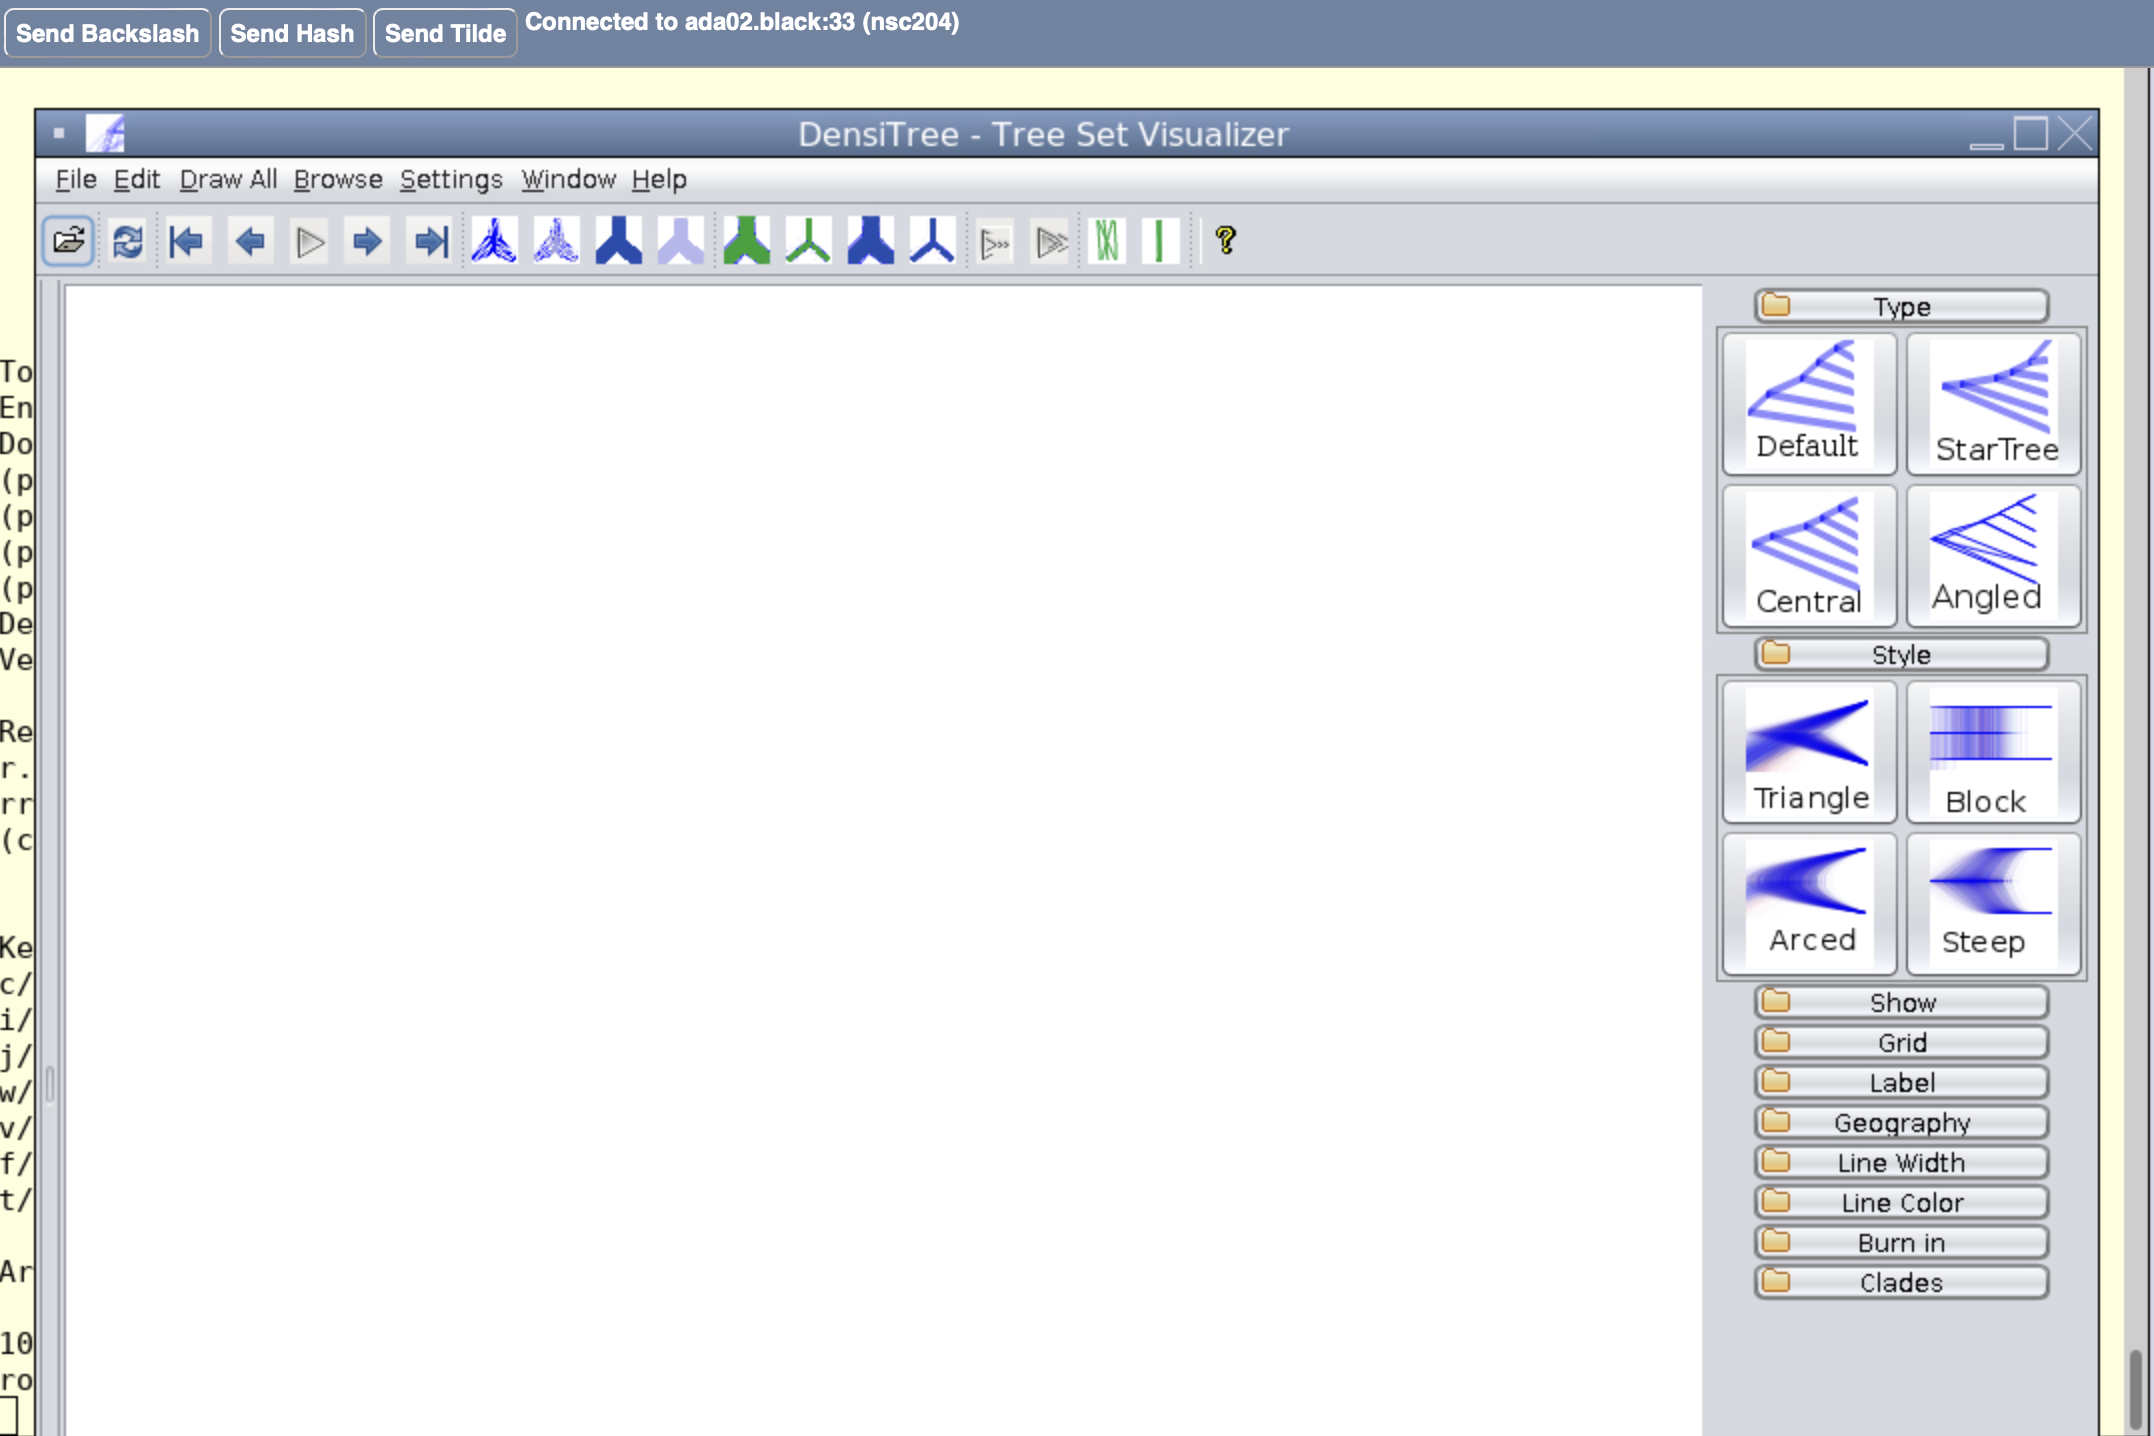 Send Backslash Send Hash Send Tilde Connected to ada02.black:33 (nsc204)
DensiTree - Tree Set Visualizer
File Edit Draw All Browse Settings Window Help
?
Type
Default StarTree
Central Angled
Style
Triangle Block
Arced Steep
Show
Grid
Label
Geography
Line Width
Line Color
Burn in
Clades
To
En
Do
(p
(p
(p
(p
De
Ve
Re
r.
rr
(c
Ke
c/
i/
j/
w/
v/
f/
t/
Ar
10
ro